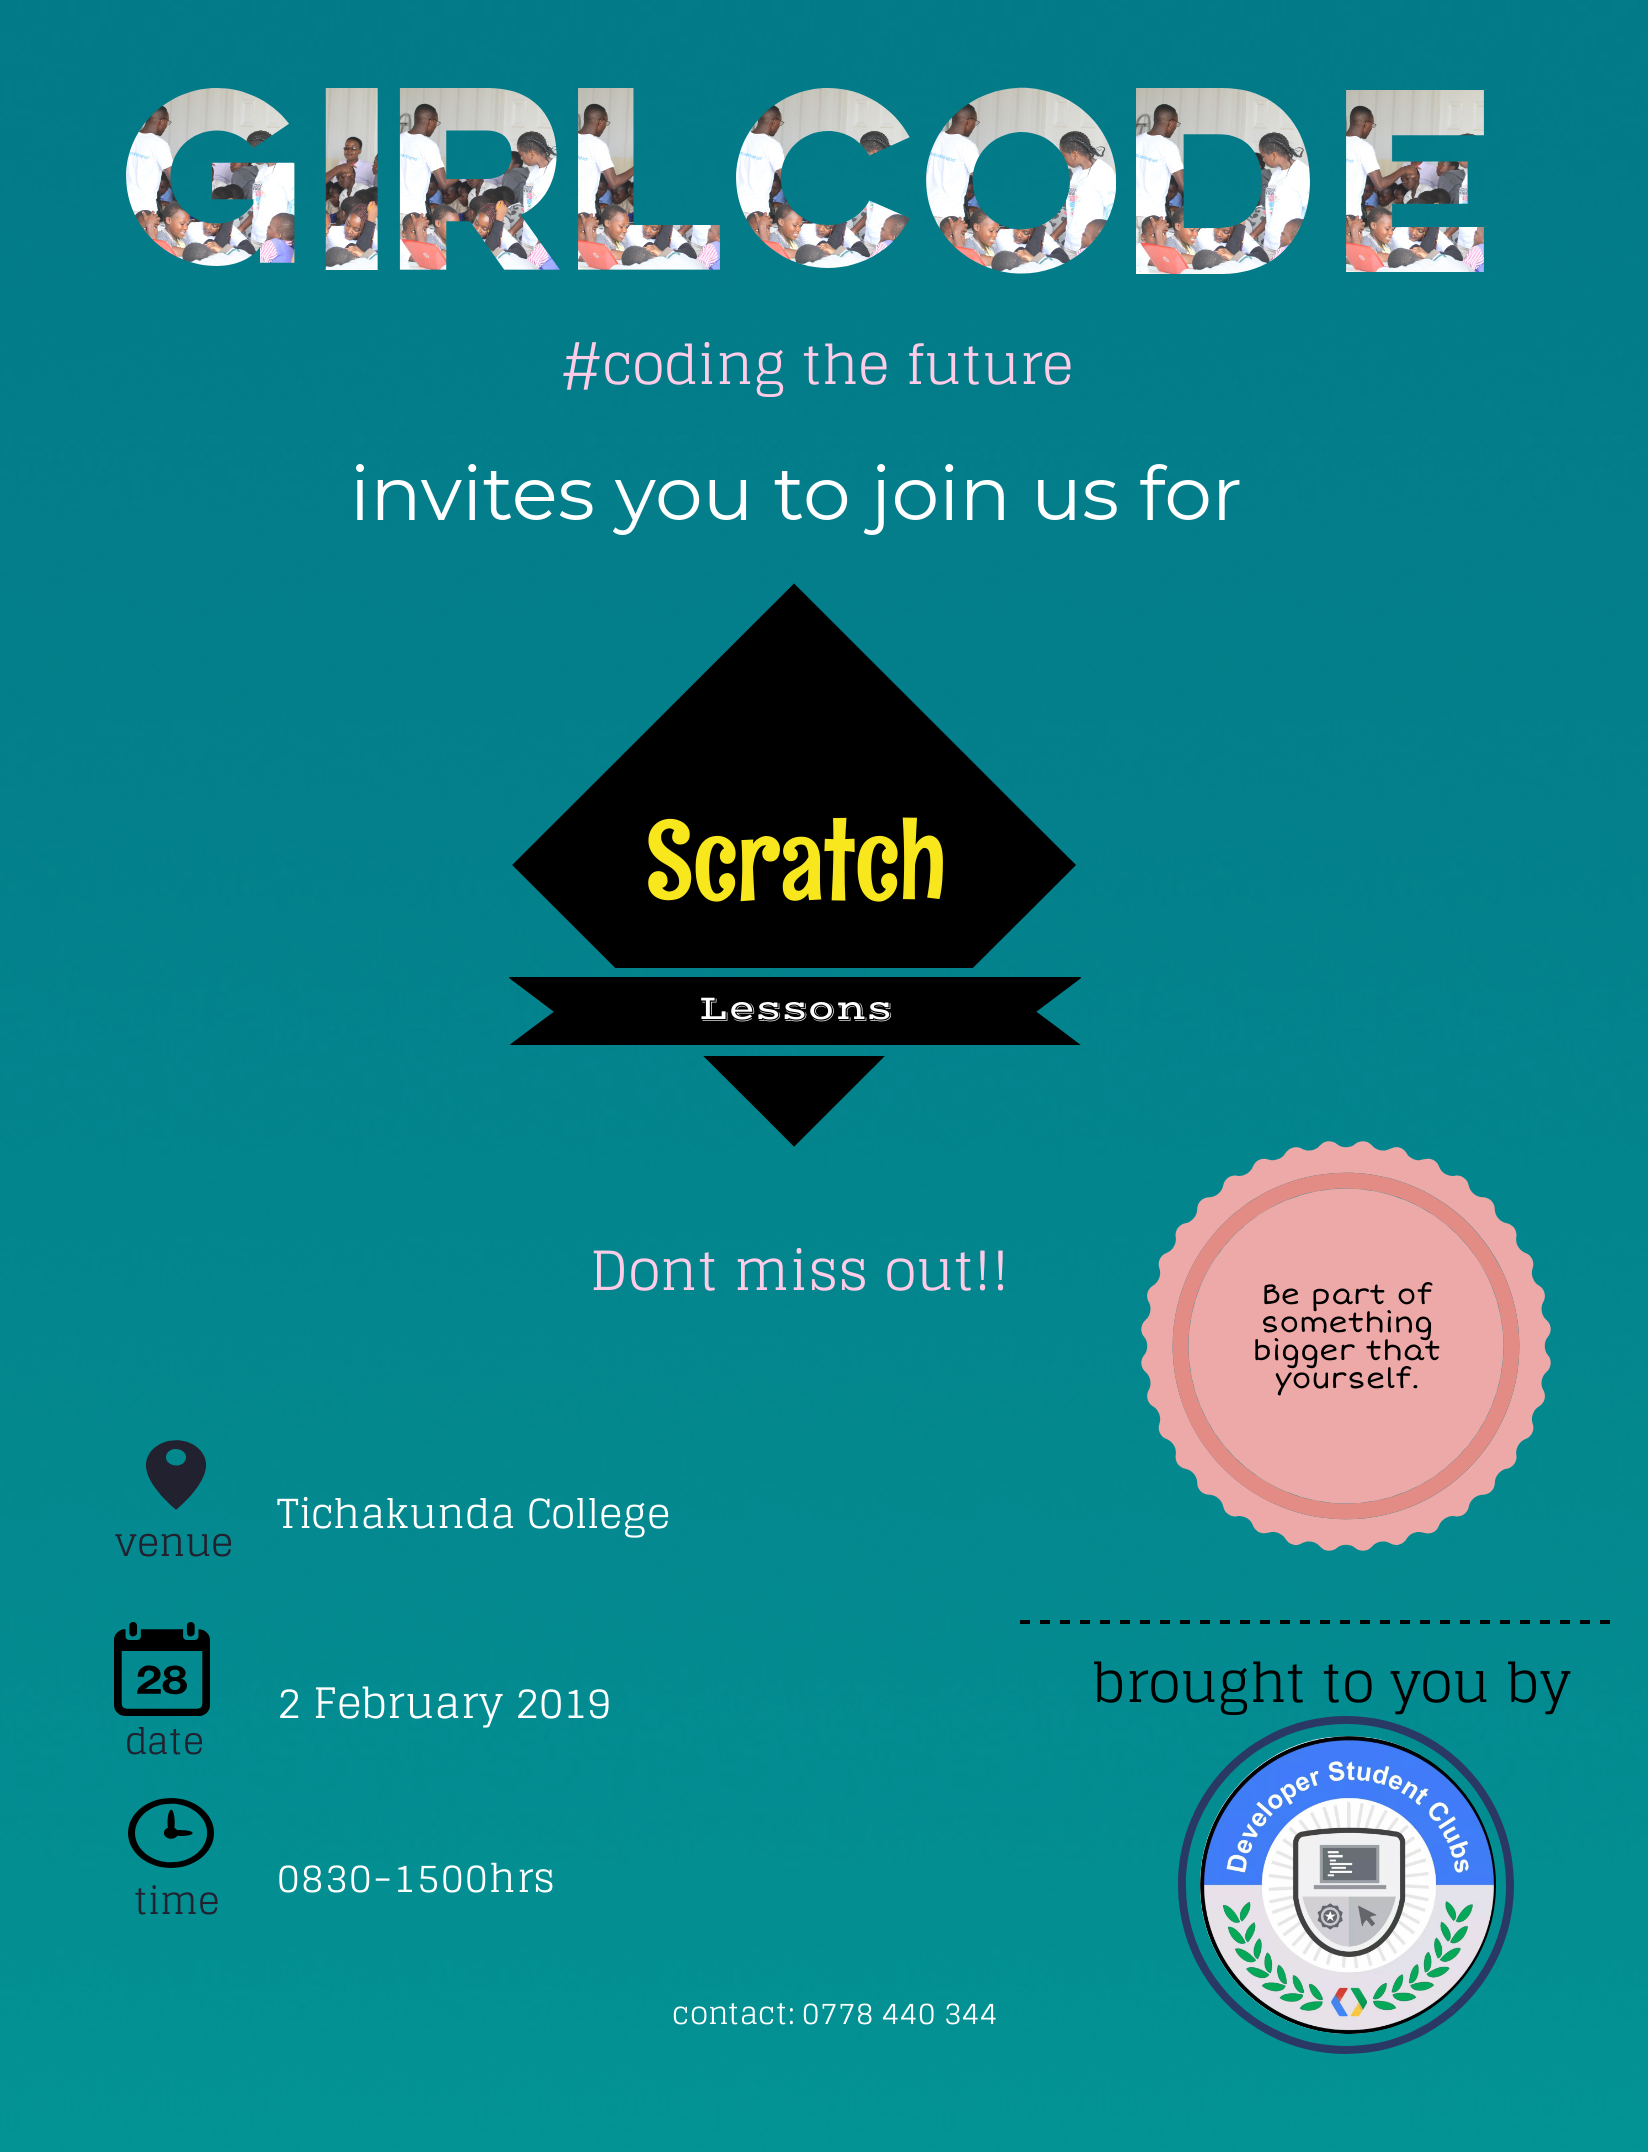 GIRLCODE
#coding the future
invites you to join us for
Scratch
Lessons
Dont miss out!!
Be part of
something
bigger that
yourself.
venue
Tichakunda College
28
date
2 February 2019
time
0830-1500hrs
brought to you by
Developer Student Clubs
contact: 0778 440 344